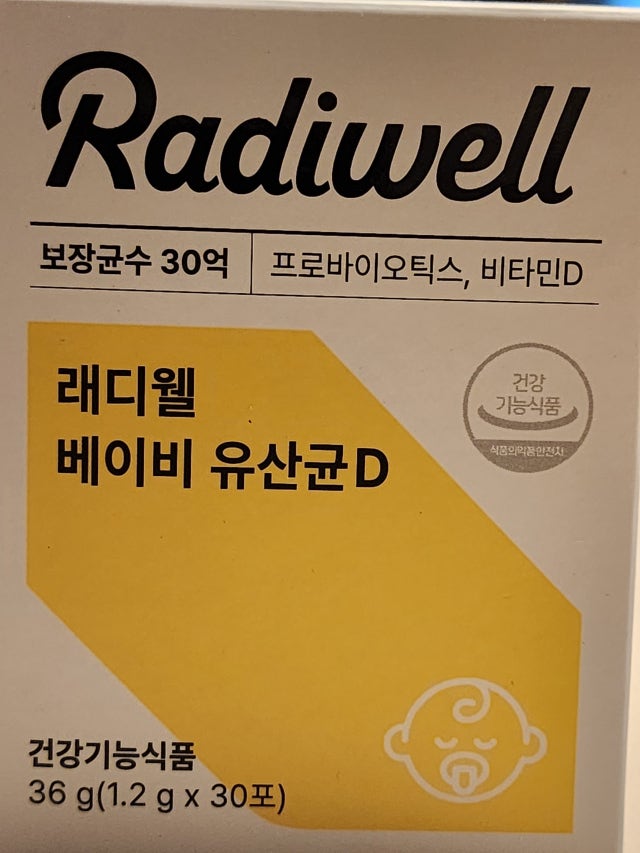 Radiwell
보장균수 30억
프로바이오틱스, 비타민D
래디웰
베이비 유산균D
건강
기능식품
식품의약품안전처
건강기능식품
36 g(1.2 g x 30포)